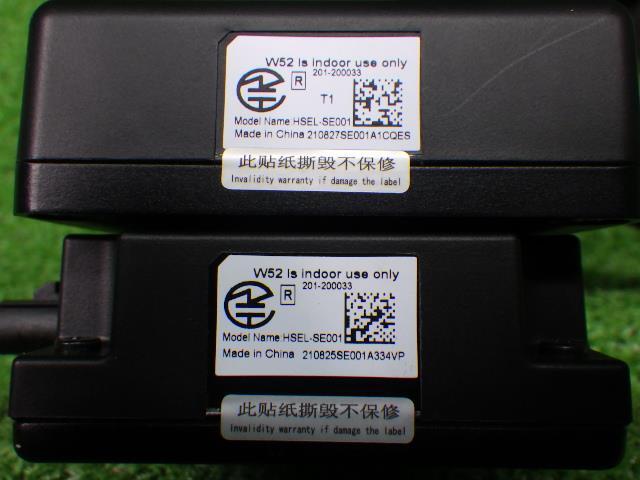 W52 Is indoor use only
R 201-200033
T1
Model Name:HSEL-SE001
Made in China 210827SE001A1CQES
此贴纸撕毁不保修
Invalidity warranty if damage the label
W52 Is indoor use only
R 201-200033
Model Name:HSEL-SE001
Made in China 210825SE001A334VP
此贴纸撕毁不保修
Invalidity warranty if damage the label